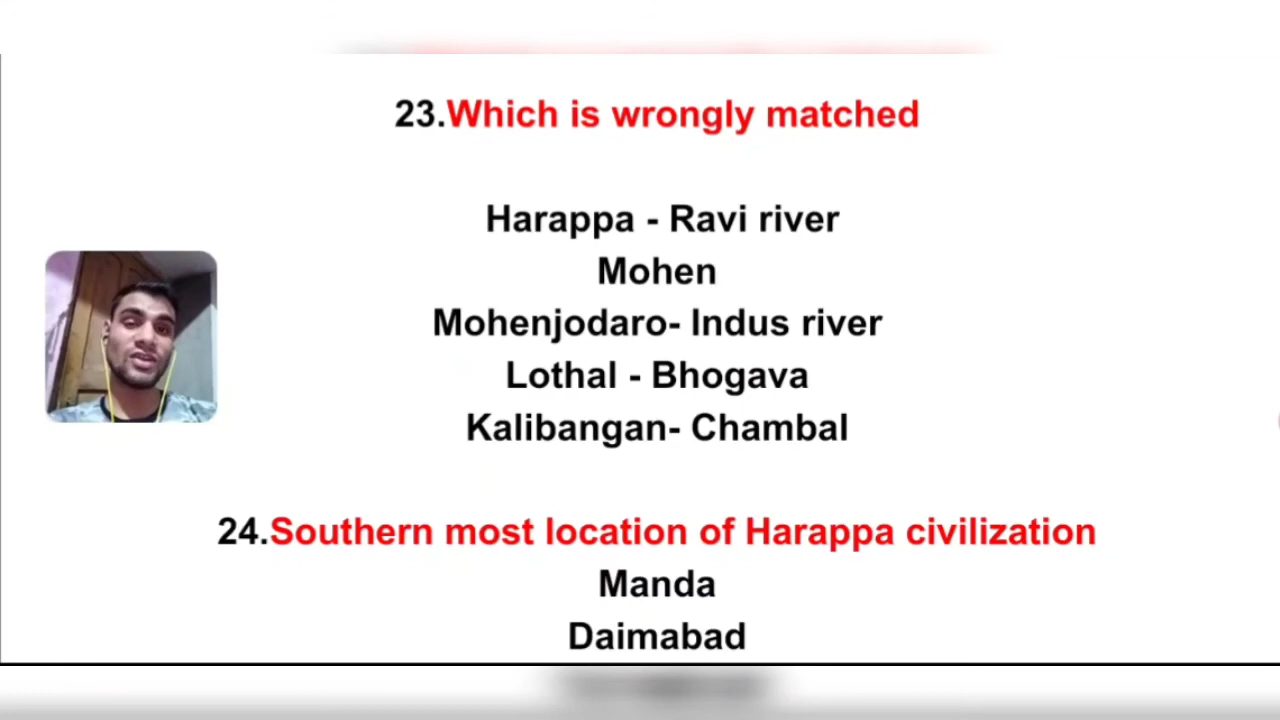 23.Which is wrongly matched
Harappa - Ravi river
Mohen
Mohenjodaro- Indus river
Lothal - Bhogava
Kalibangan- Chambal
24.Southern most location of Harappa civilization
Manda
Daimabad